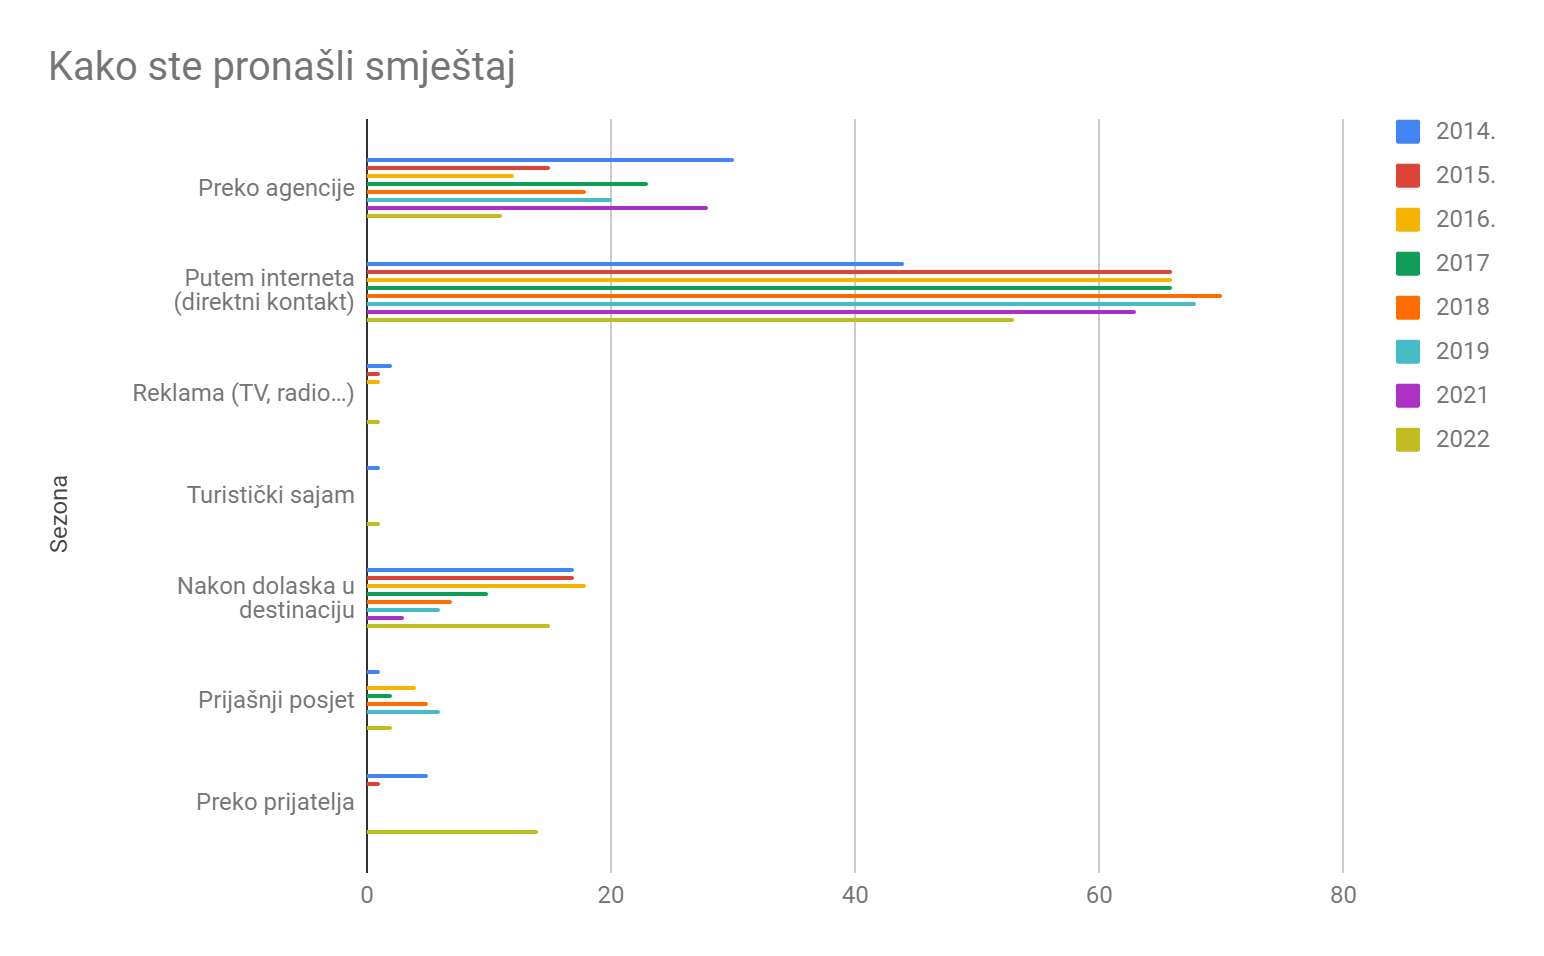 Kako ste pronašli smještaj
Preko agencije
Putem interneta
(direktni kontakt)
Reklama (TV, radio...)
Turistički sajam
Nakon dolaska u
destinaciju
Prijašnji posjet
Preko prijatelja
Sezona
0
20
40
60
80
2014.
2015.
2016.
2017
2018
2019
2021
2022